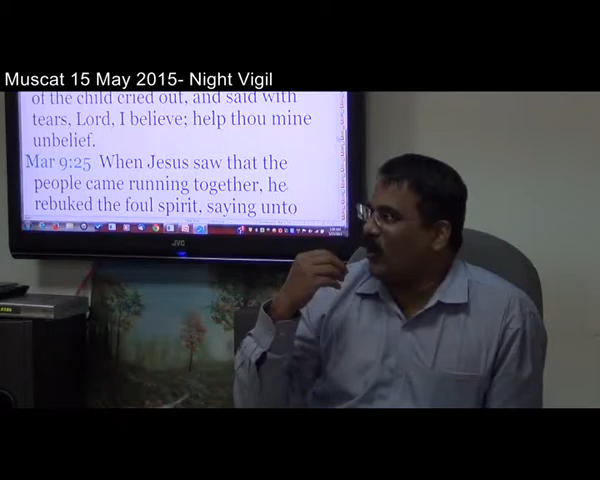 Muscat 15 May 2015- Night Vigil
of the child cried out, and said with
tears, Lord, I believe; help thou mine
unbelief.
Mar 9:25 When Jesus saw that the
people came running together, he
rebuked the foul spirit, saying unto
JVC